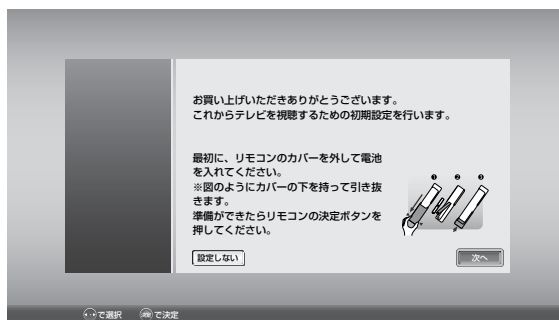 お買い上げいただきありがとうございます。
これからテレビを視聴するための初期設定を行います。
最初に、リモコンのカバーを外して電池
を入れてください。
※図のようにカバーの下を持って引き抜
きます。
準備ができたらリモコンの決定ボタンを
押してください。
❶ ❷ ❸
設定しない
次へ
で選択 決定 で決定